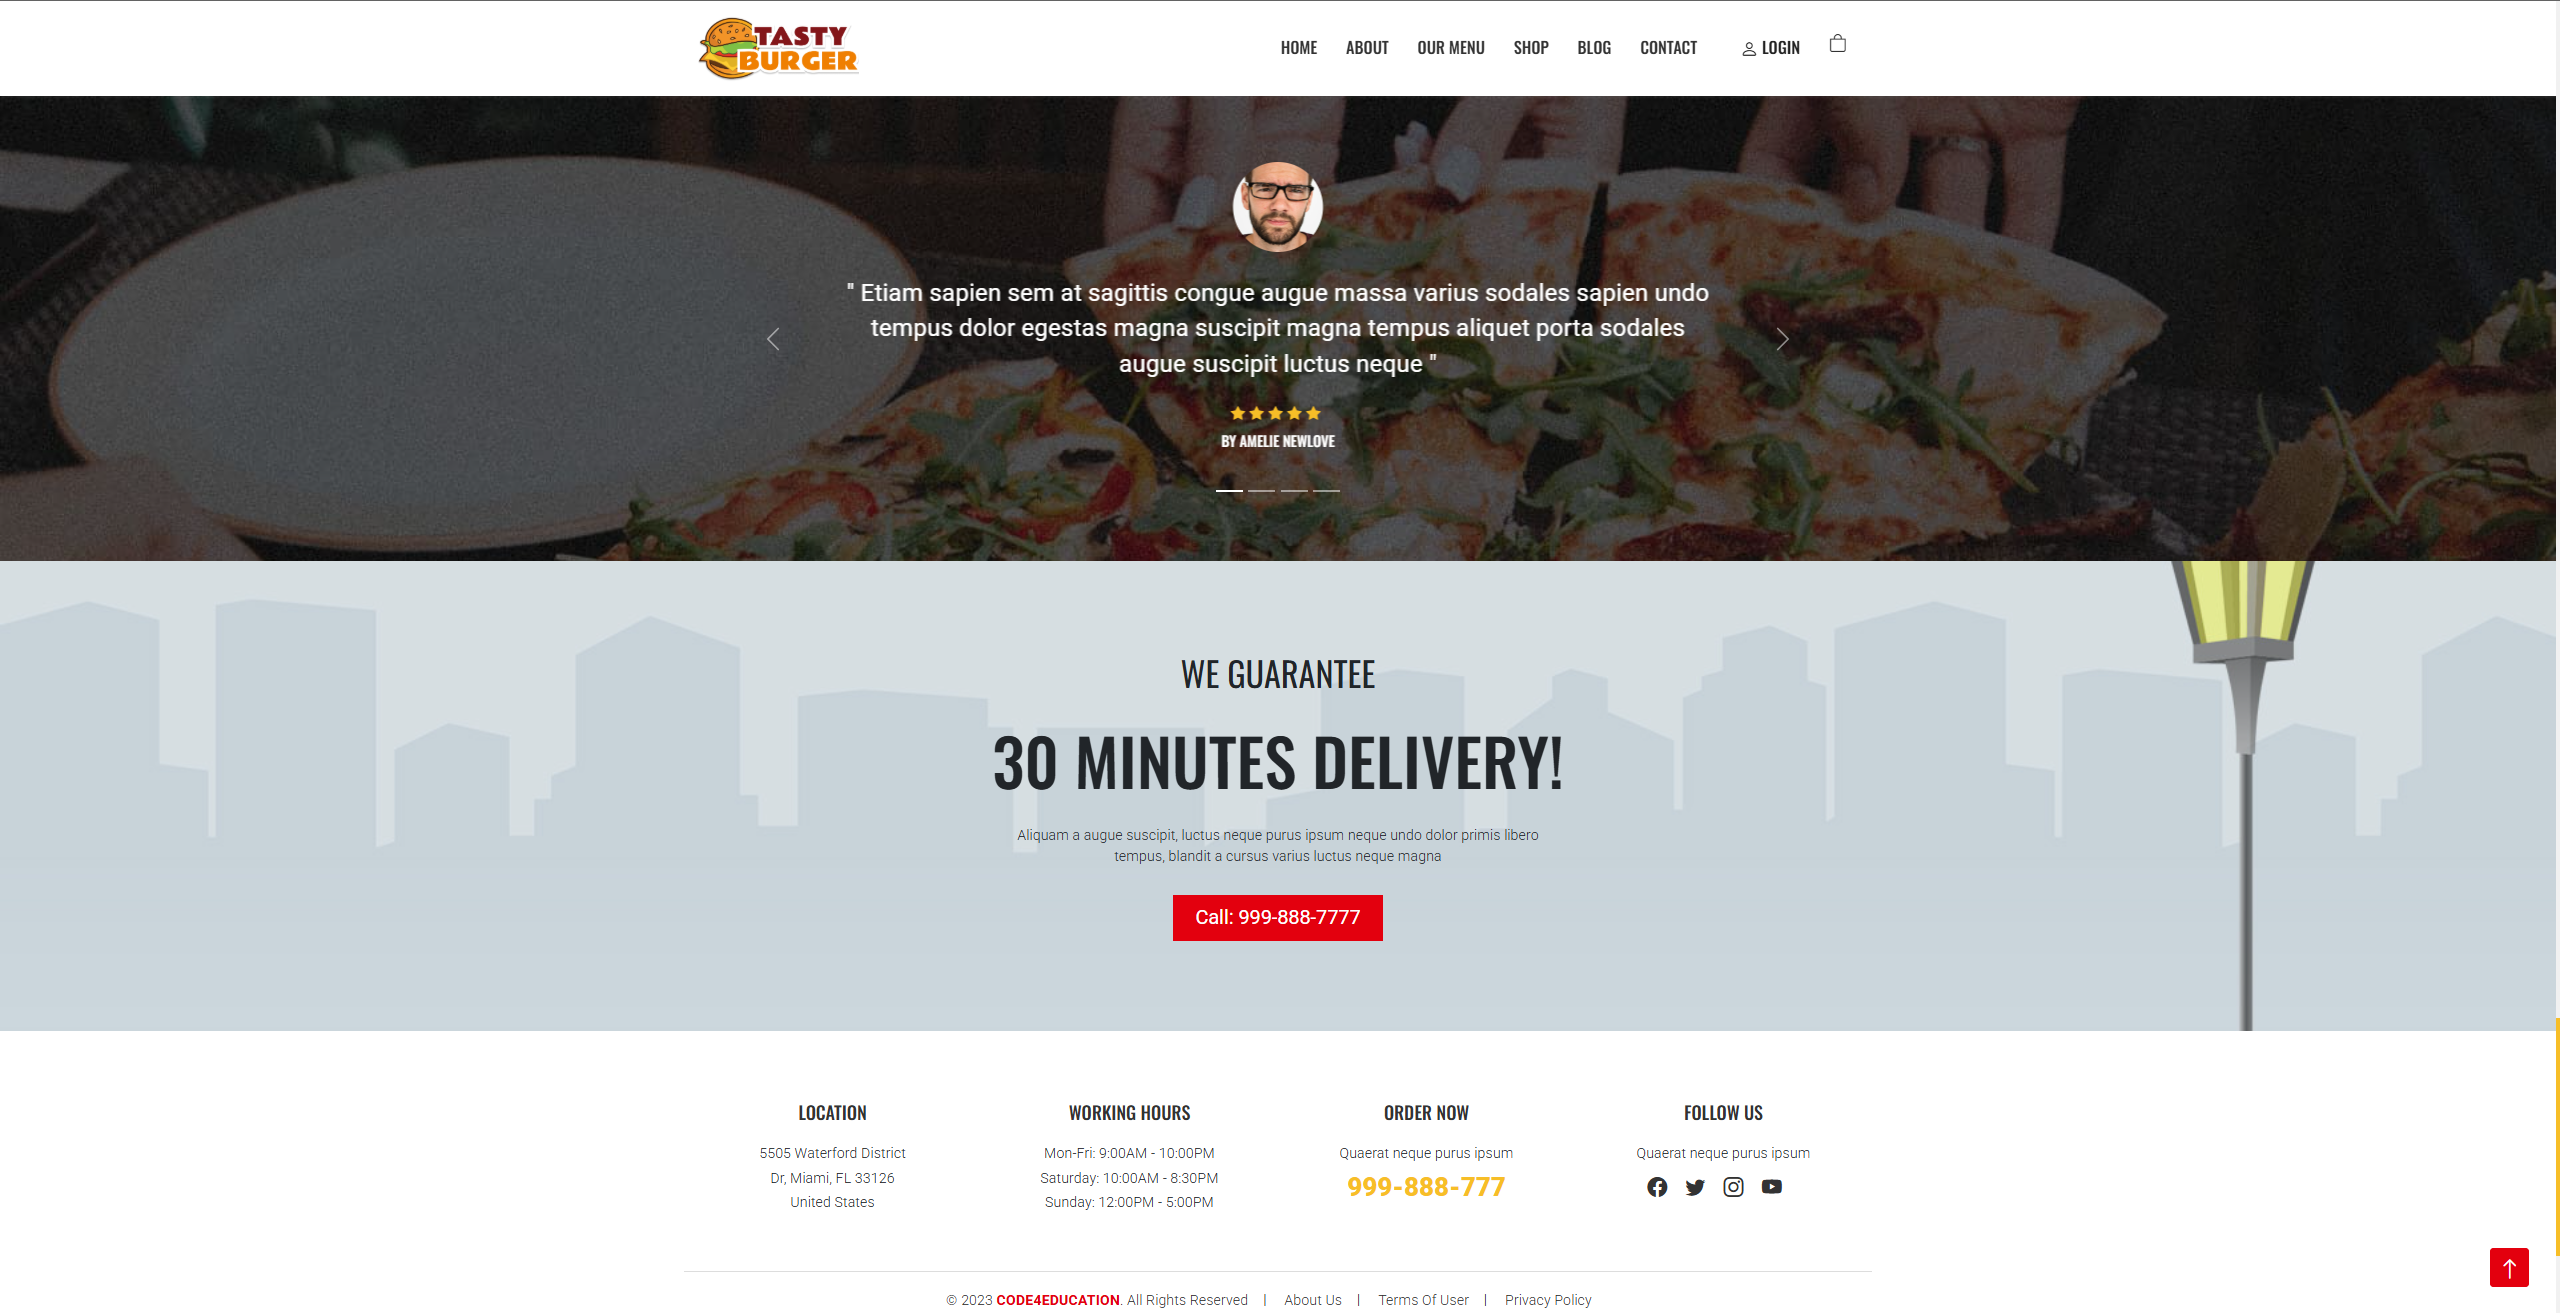 TASTY
BURGER
HOME ABOUT OUR MENU SHOP BLOG CONTACT LOGIN
" Etiam sapien sem at sagittis congue augue massa varius sodales sapien undo
tempus dolor egestas magna suscipit magna tempus aliquet porta sodales
augue suscipit luctus neque "
BY AMELIE NEWLOVE
WE GUARANTEE
30 MINUTES DELIVERY!
Aliquam a augue suscipit, luctus neque purus ipsum neque undo dolor primis libero
tempus, blandit a cursus varius luctus neque magna
Call: 999-888-7777
LOCATION
5505 Waterford District
Dr, Miami, FL 33126
United States
WORKING HOURS
Mon-Fri: 9:00AM - 10:00PM
Saturday: 10:00AM - 8:30PM
Sunday: 12:00PM - 5:00PM
ORDER NOW
Quaerat neque purus ipsum
999-888-777
FOLLOW US
Quaerat neque purus ipsum
© 2023 CODE4EDUCATION. All Rights Reserved | About Us | Terms Of User | Privacy Policy